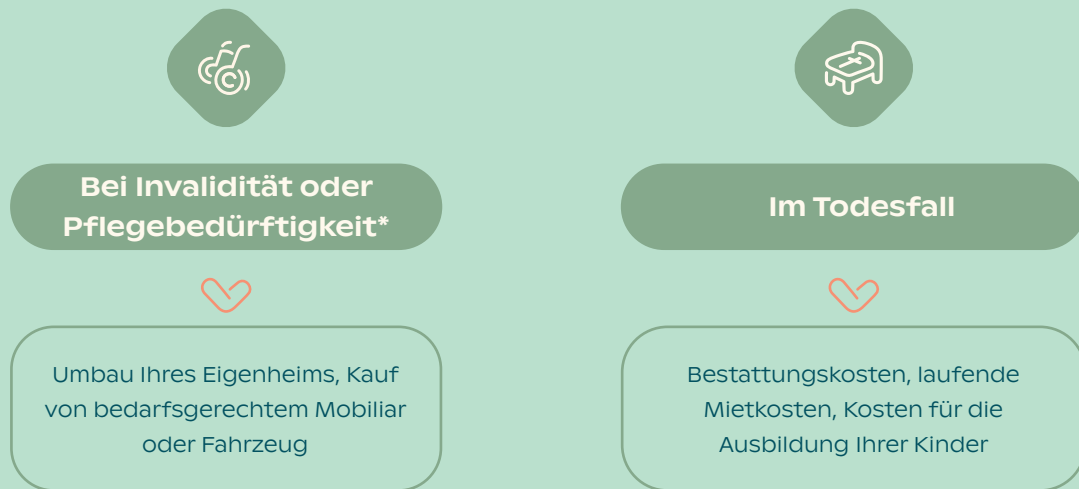 Bei Invalidität oder
Pflegebedürftigkeit*
Umbau Ihres Eigenheims, Kauf
von bedarfsgerechtem Mobiliar
oder Fahrzeug
Im Todesfall
Bestattungskosten, laufende
Mietkosten, Kosten für die
Ausbildung Ihrer Kinder